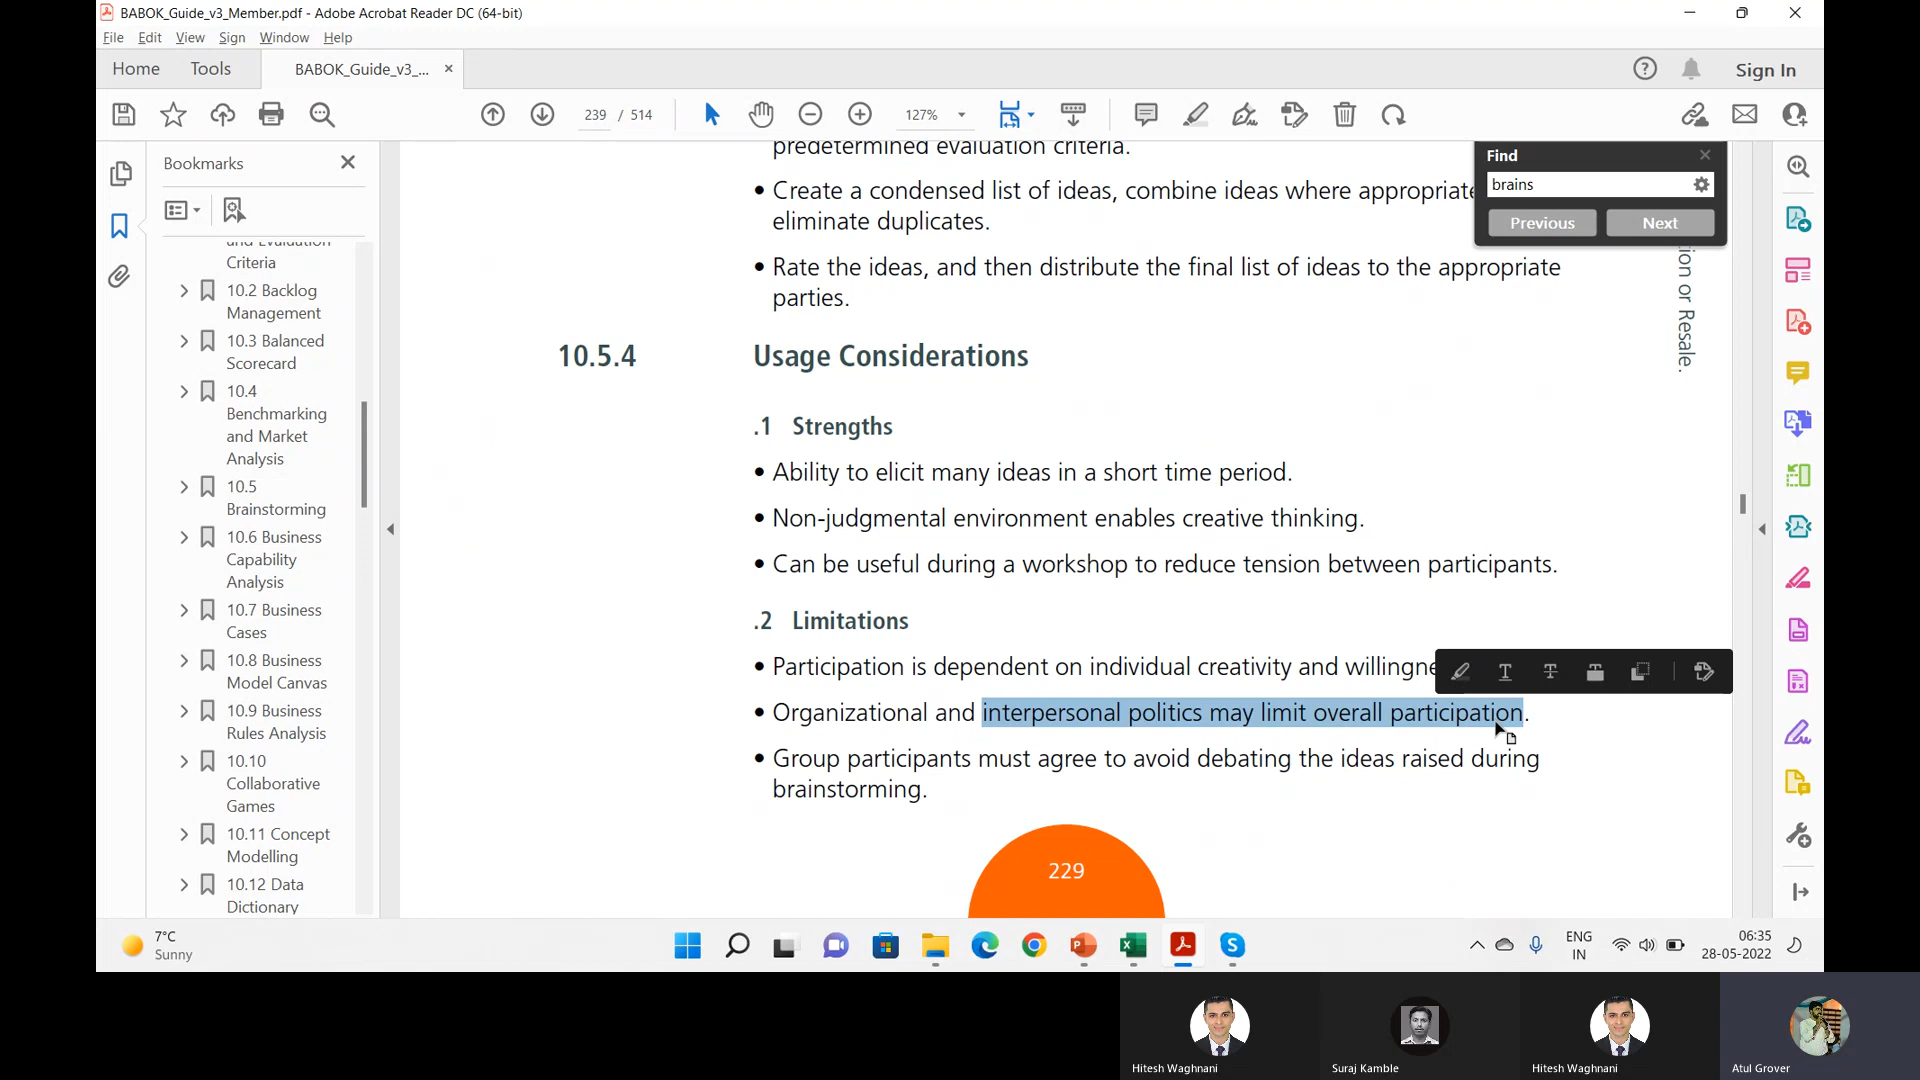 BABOK_Guide_v3_Member.pdf - Adobe Acrobat Reader DC (64-bit)
File Edit View Sign Window Help
Home Tools BABOK_Guide_v3_... × Sign In
239 / 514 127%
Bookmarks
and Evaluation
Criteria
10.2 Backlog
Management
10.3 Balanced
Scorecard
10.4
Benchmarking
and Market
Analysis
10.5
Brainstorming
10.6 Business
Capability
Analysis
10.7 Business
Cases
10.8 Business
Model Canvas
10.9 Business
Rules Analysis
10.10
Collaborative
Games
10.11 Concept
Modelling
10.12 Data
Dictionary
predetermined evaluation criteria.
• Create a condensed list of ideas, combine ideas where appropriate
eliminate duplicates.
• Rate the ideas, and then distribute the final list of ideas to the appropriate
parties.
10.5.4 Usage Considerations
.1 Strengths
• Ability to elicit many ideas in a short time period.
• Non-judgmental environment enables creative thinking.
• Can be useful during a workshop to reduce tension between participants.
.2 Limitations
• Participation is dependent on individual creativity and willingne
• Organizational and interpersonal politics may limit overall participation.
• Group participants must agree to avoid debating the ideas raised during
brainstorming.
229
Find
brains
Previous Next
tion or Resale.
7°C
Sunny
ENG
IN
06:35
28-05-2022
Hitesh Waghnani
Suraj Kamble
Hitesh Waghnani
Atul Grover